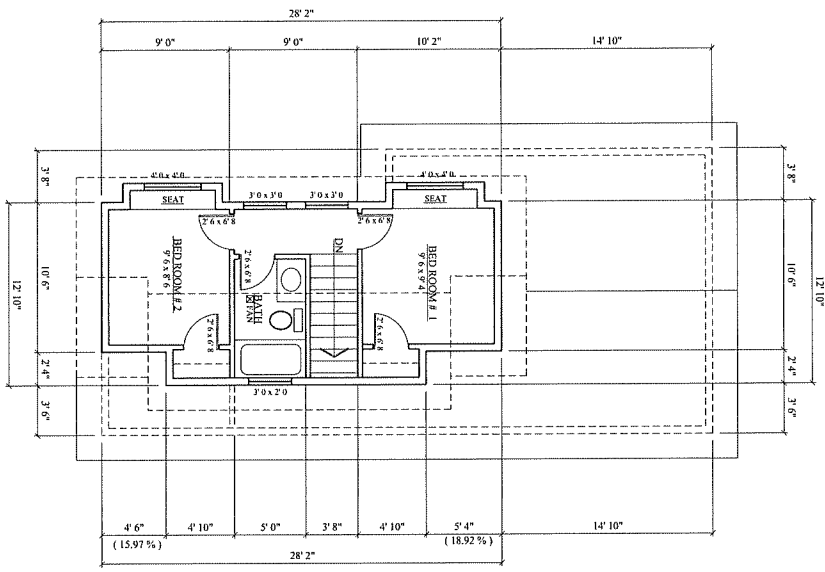 28' 2"
9' 0" 9' 0" 10' 2" 14' 10"
3' 8" 3' 8"
4' 0 x 4' 0 3' 0 x 3' 0 3' 0 x 3' 0 4' 0 x 4' 0
SEAT SEAT
2' 6 x 6' 8 2' 6 x 6' 8
DN
BED ROOM # 2
9' 6 x 8' 6
2' 6 x 6' 8
BED ROOM # 1
9' 6 x 9' 4
12' 10" 10' 6" 10' 6" 12' 10"
BATH
FAN
2' 6 x 6' 8 2' 6 x 6' 8
2' 4" 2' 4"
3' 0 x 2' 0
3' 6" 3' 6"
4' 6" 4' 10" 5' 0" 3' 8" 4' 10" 5' 4" 14' 10"
( 15.97 % ) ( 18.92 % )
28' 2"